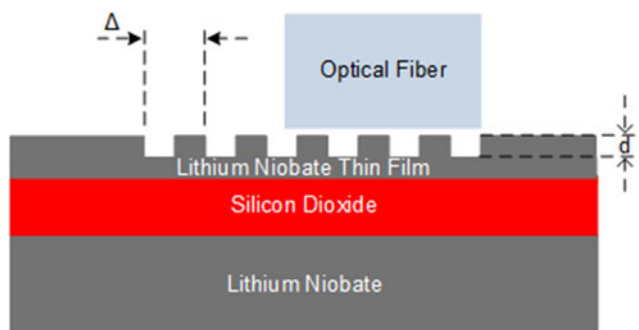 Δ
Optical Fiber
d
Lithium Niobate Thin Film
Silicon Dioxide
Lithium Niobate